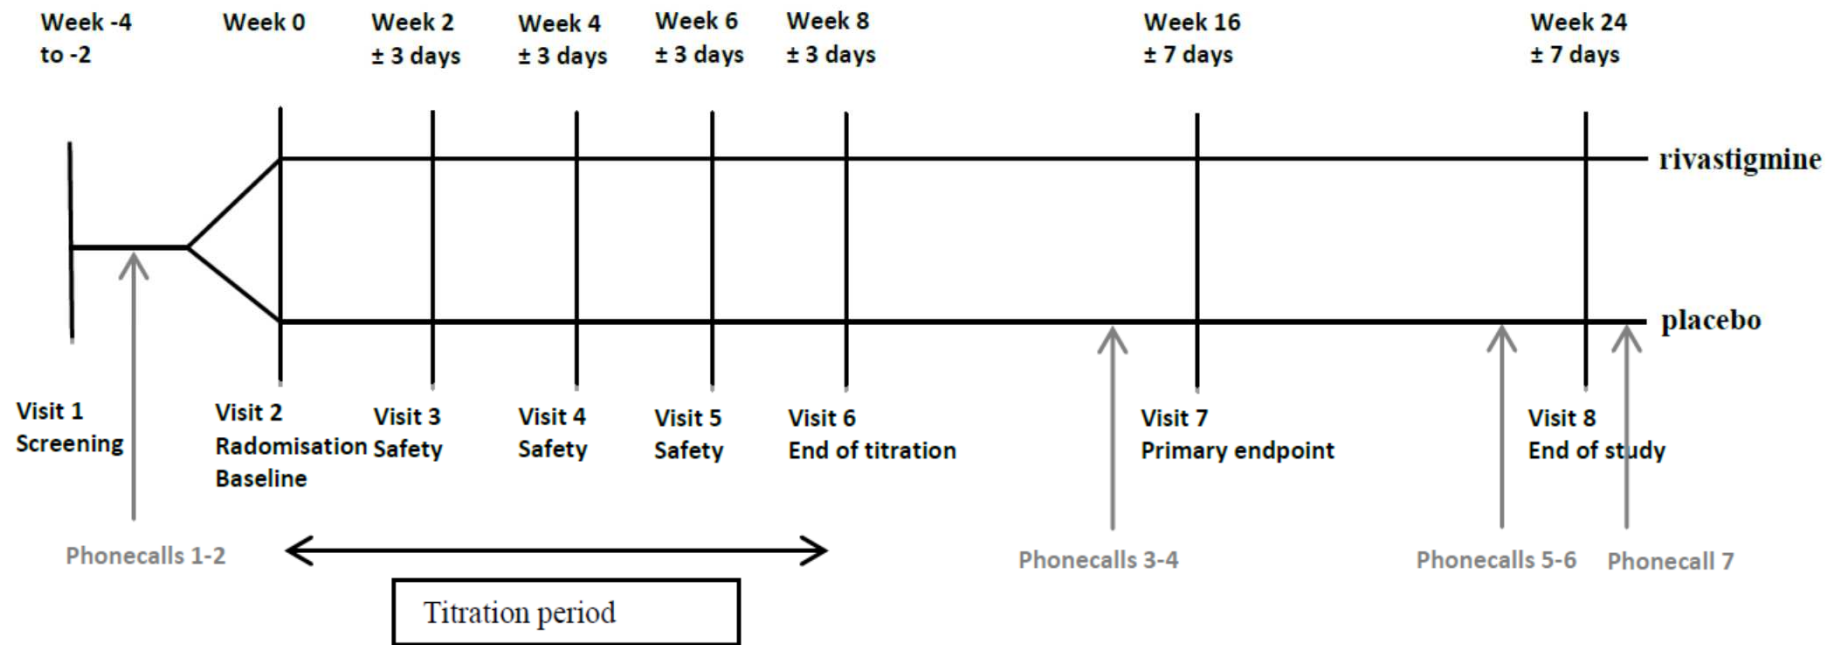 Week -4
to -2
Week 0
Week 2
± 3 days
Week 4
± 3 days
Week 6
± 3 days
Week 8
± 3 days
Week 16
± 7 days
Week 24
± 7 days
rivastigmine
placebo
Visit 1
Screening
Visit 2
Radomisation
Baseline
Visit 3
Safety
Visit 4
Safety
Visit 5
Safety
Visit 6
End of titration
Visit 7
Primary endpoint
Visit 8
End of study
Phonecalls 1-2
Phonecalls 3-4
Phonecalls 5-6
Phonecall 7
Titration period